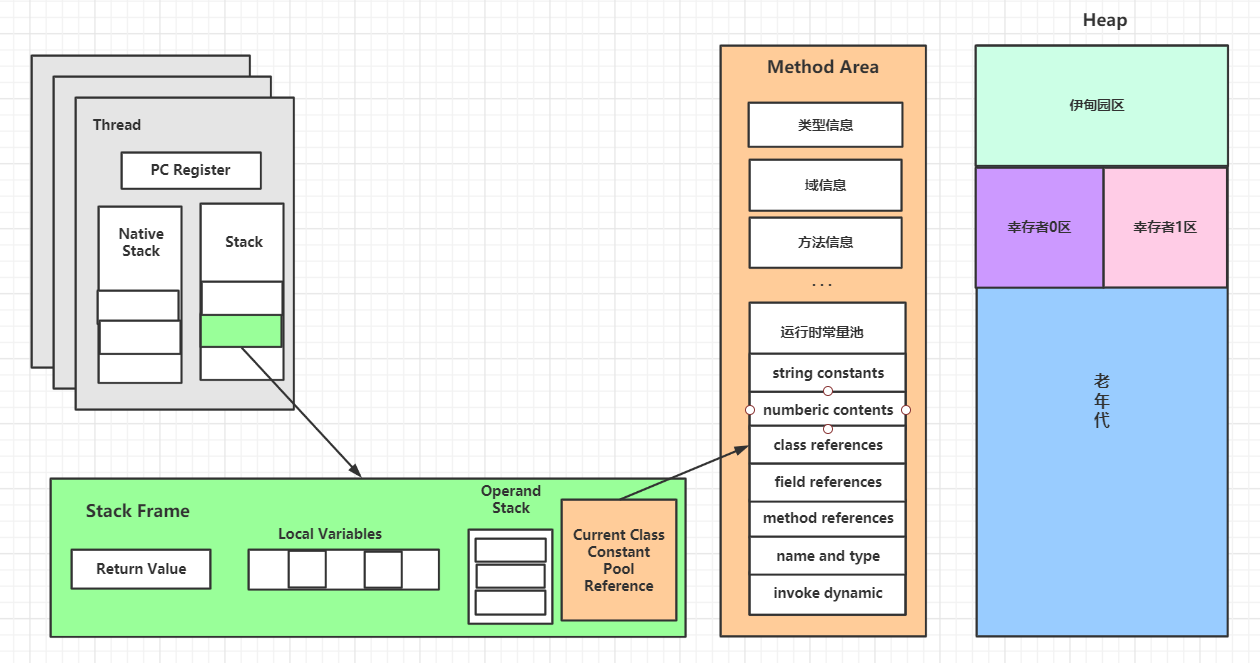 Thread
PC Register
Native
Stack
Stack
Stack Frame
Return Value
Local Variables
Operand
Stack
Current Class
Constant
Pool
Reference
Method Area
类型信息
域信息
方法信息
...
运行时常量池
string constants
numberic contents
class references
field references
method references
name and type
invoke dynamic
Heap
伊甸园区
幸存者0区
幸存者1区
老
年
代